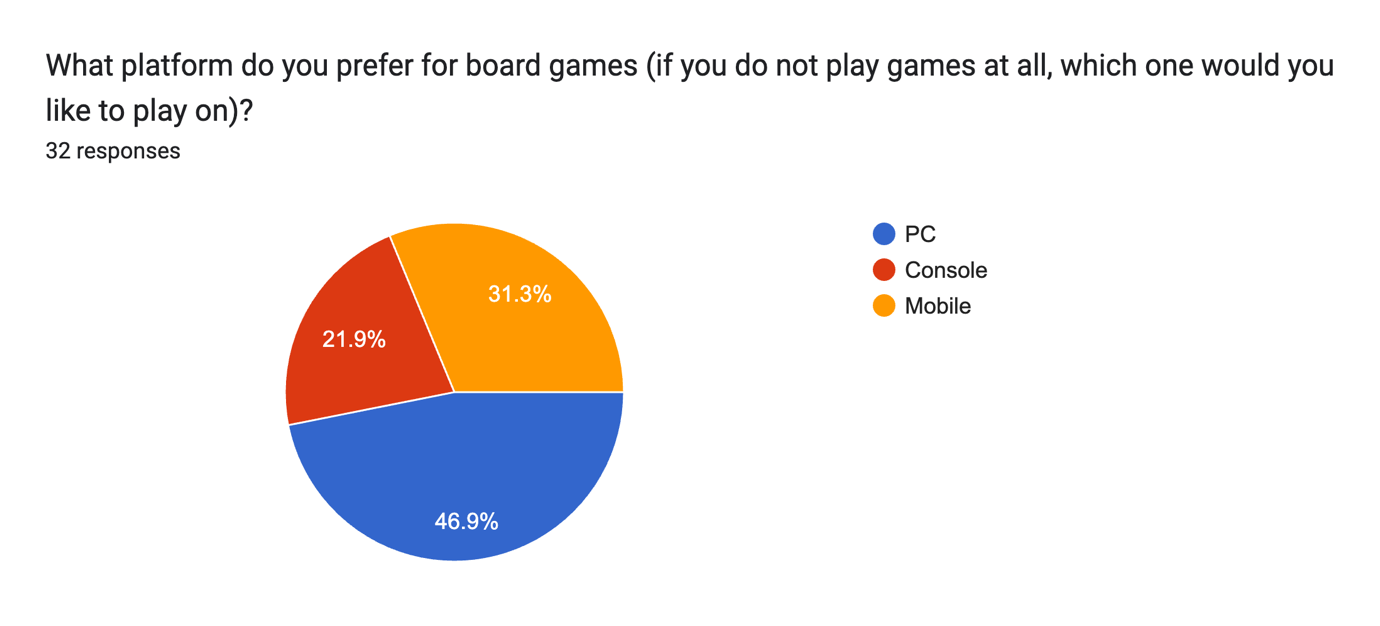 What platform do you prefer for board games (if you do not play games at all, which one would you
like to play on)?
32 responses
PC
Console
Mobile
31.3%
21.9%
46.9%